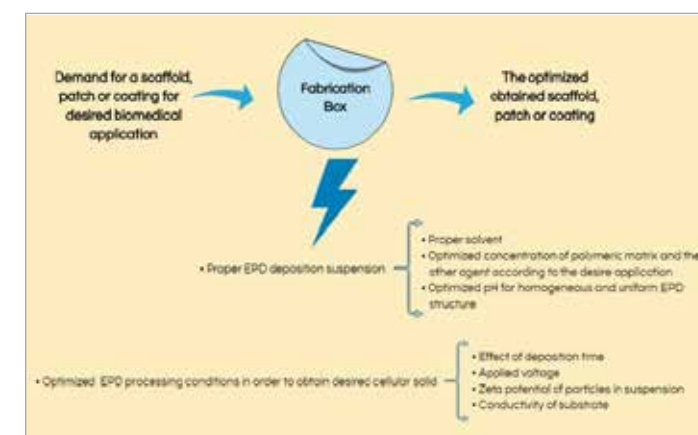 Demand for a scaffold,
patch or coating for
desired biomedical
application
Fabrication
Box
The optimized
obtained scaffold,
patch or coating
• Proper EPD deposition suspension
• Proper solvent
• Optimized concentration of polymeric matrix and the
other agent according to the desire application
• Optimized pH for homogeneous and uniform EPD
structure
• Optimized EPD processing conditions in order to obtain desired cellular solid
• Effect of deposition time
• Applied voltage
• Zeta potential of particles in suspension
• Conductivity of substrate